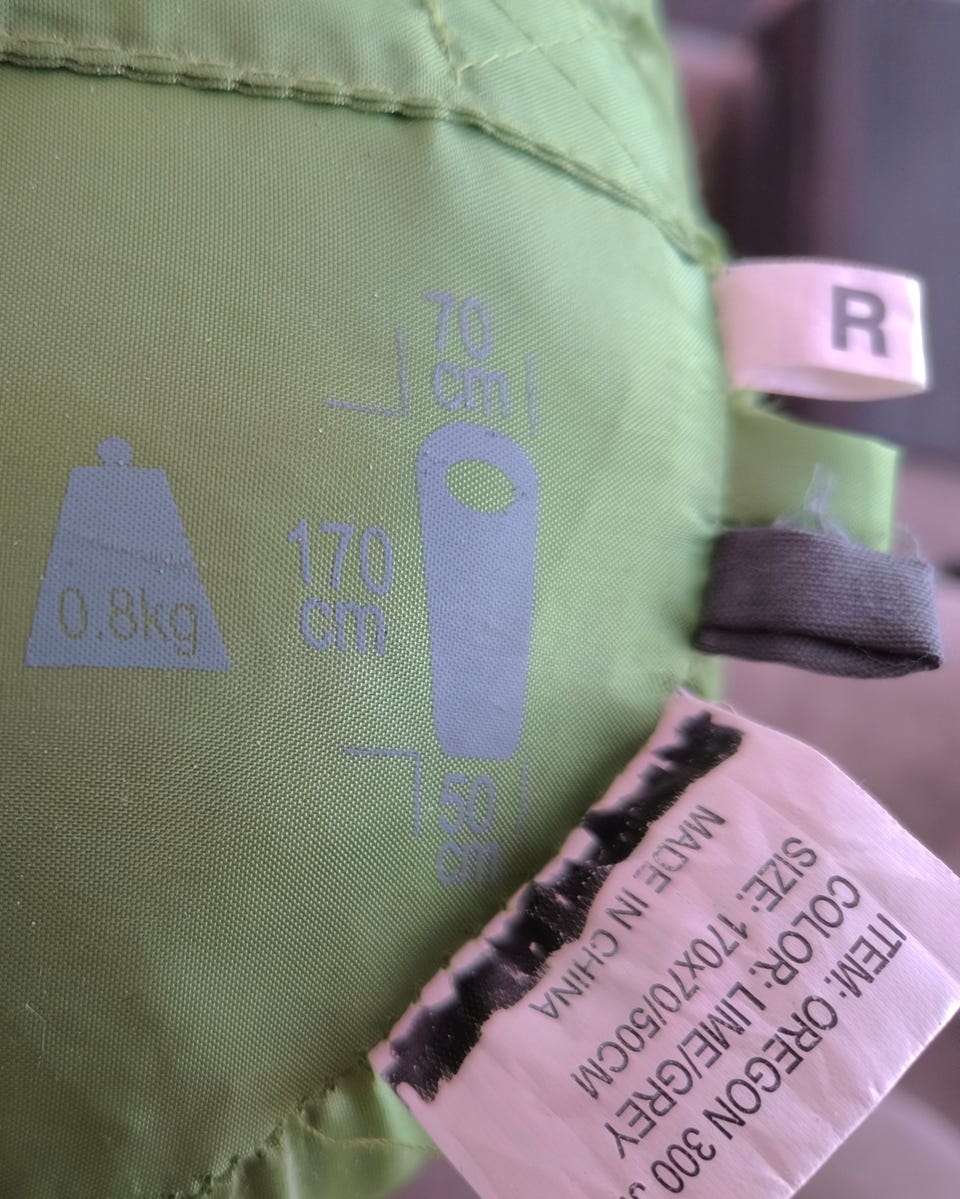 70
cm
R
0.8kg
170
cm
50
cm
ITEM: OREGON 300
COLOR: LIME/GREY
SIZE: 170x70/50CM
MADE IN CHINA